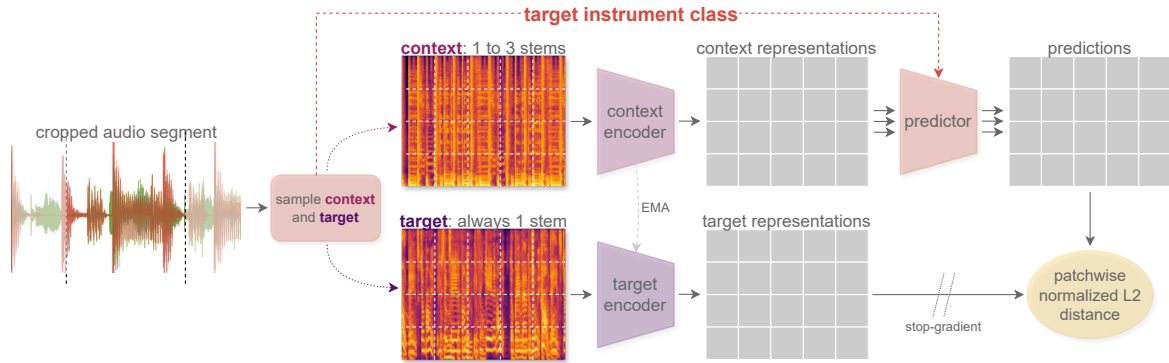 target instrument class
context: 1 to 3 stems
context representations
predictions
cropped audio segment
context
encoder
predictor
sample context
and target
EMA
target: always 1 stem
target representations
target
encoder
stop-gradient
patchwise
normalized L2
distance